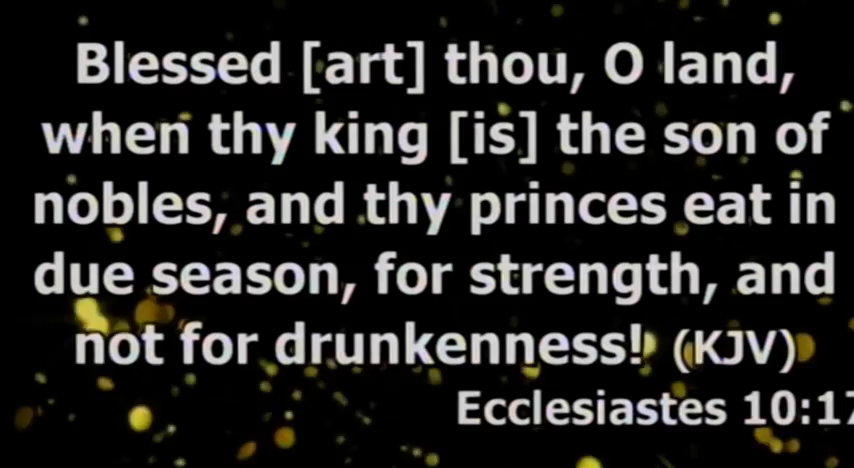 Blessed [art] thou, O land,
when thy king [is] the son of
nobles, and thy princes eat in
due season, for strength, and
not for drunkenness! (KJV)
Ecclesiastes 10:17